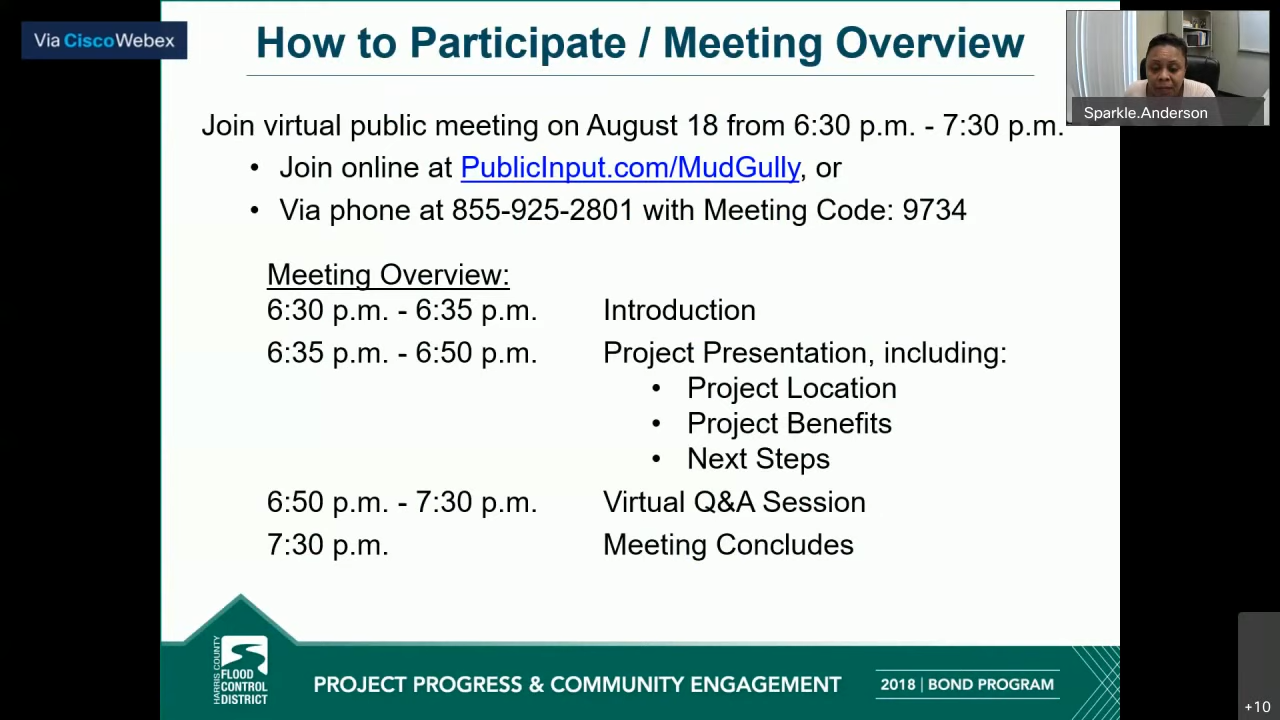 Via CiscoWebex
How to Participate / Meeting Overview
Sparkle.Anderson
Join virtual public meeting on August 18 from 6:30 p.m. - 7:30 p.m.
• Join online at PublicInput.com/MudGully, or
• Via phone at 855-925-2801 with Meeting Code: 9734
Meeting Overview:
6:30 p.m. - 6:35 p.m. Introduction
6:35 p.m. - 6:50 p.m. Project Presentation, including:
• Project Location
• Project Benefits
• Next Steps
6:50 p.m. - 7:30 p.m. Virtual Q&A Session
7:30 p.m. Meeting Concludes
HARRIS COUNTY
FLOOD
CONTROL
DISTRICT
PROJECT PROGRESS & COMMUNITY ENGAGEMENT
2018 | BOND PROGRAM
+10